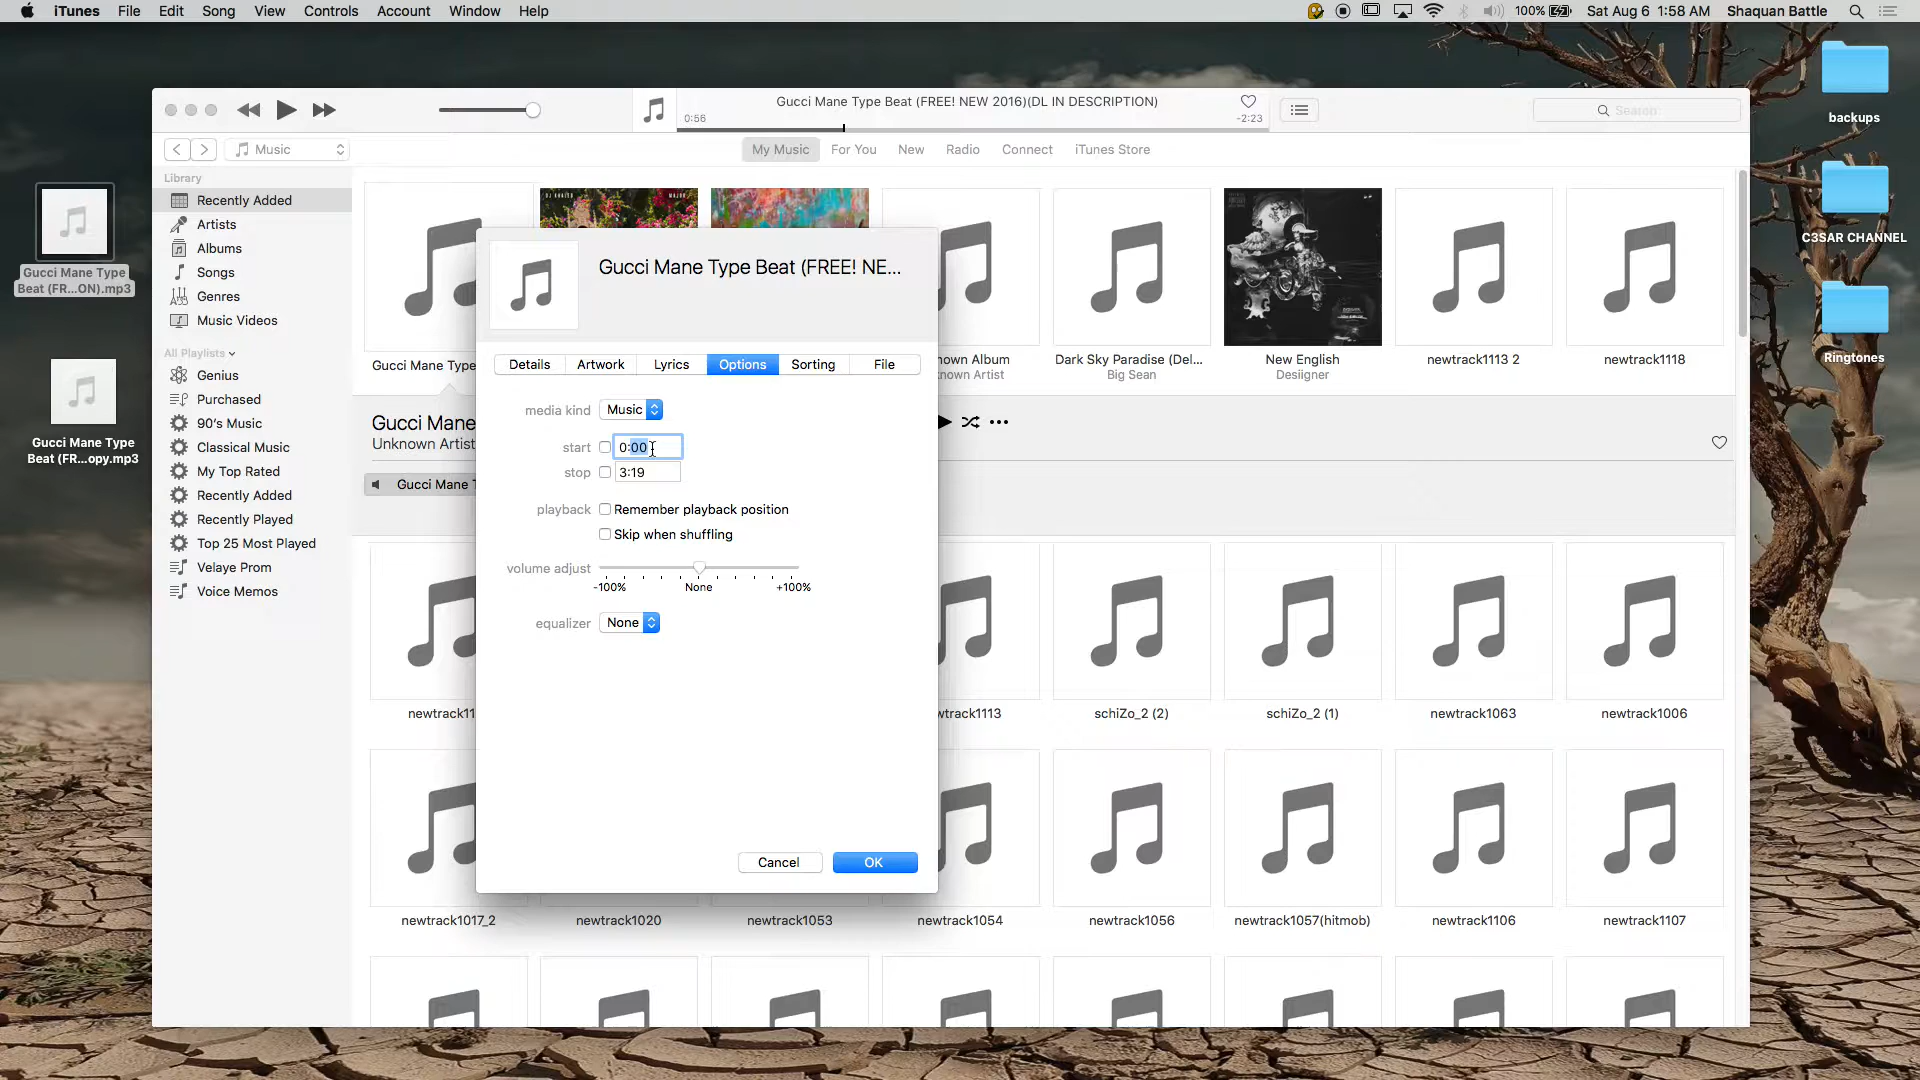 iTunes File Edit Song View Controls Account Window Help
100% Sat Aug 6 1:58 AM Shaquan Battle
Gucci Mane Type Beat (FREE! NEW 2016)(DL IN DESCRIPTION)
0:56
-2:23
Search
Music
My Music For You New Radio Connect iTunes Store
Library
Recently Added
Artists
Albums
Songs
Genres
Music Videos
All Playlists
Genius
Purchased
90's Music
Classical Music
My Top Rated
Recently Added
Recently Played
Top 25 Most Played
Velaye Prom
Voice Memos
Gucci Mane Type
Beat (FR...ON).mp3
Gucci Mane Type
Beat (FR...opy.mp3
backups
C3SAR CHANNEL
Ringtones
Gucci Mane Type
nown Album
nown Artist
Dark Sky Paradise (Del...
Big Sean
New English
Desiigner
newtrack1113 2
newtrack1118
Gucci Mane
Unknown Artist
Gucci Mane T
Gucci Mane Type Beat (FREE! NE...
Details Artwork Lyrics Options Sorting File
media kind Music
start 0:00
stop 3:19
playback Remember playback position
Skip when shuffling
volume adjust
-100% None +100%
equalizer None
Cancel OK
newtrack11
wtrack1113
schiZo_2 (2)
schiZo_2 (1)
newtrack1063
newtrack1006
newtrack1017_2
newtrack1020
newtrack1053
newtrack1054
newtrack1056
newtrack1057(hitmob)
newtrack1106
newtrack1107